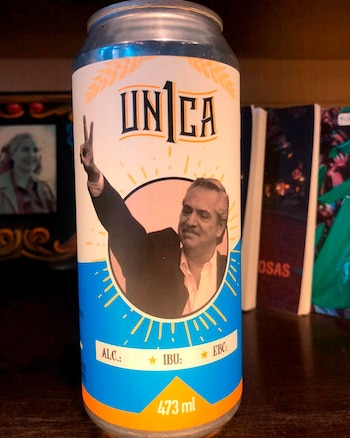 UN1CA
ALC.: ★ IBU: ★ EBC:
473 ml
OSAS